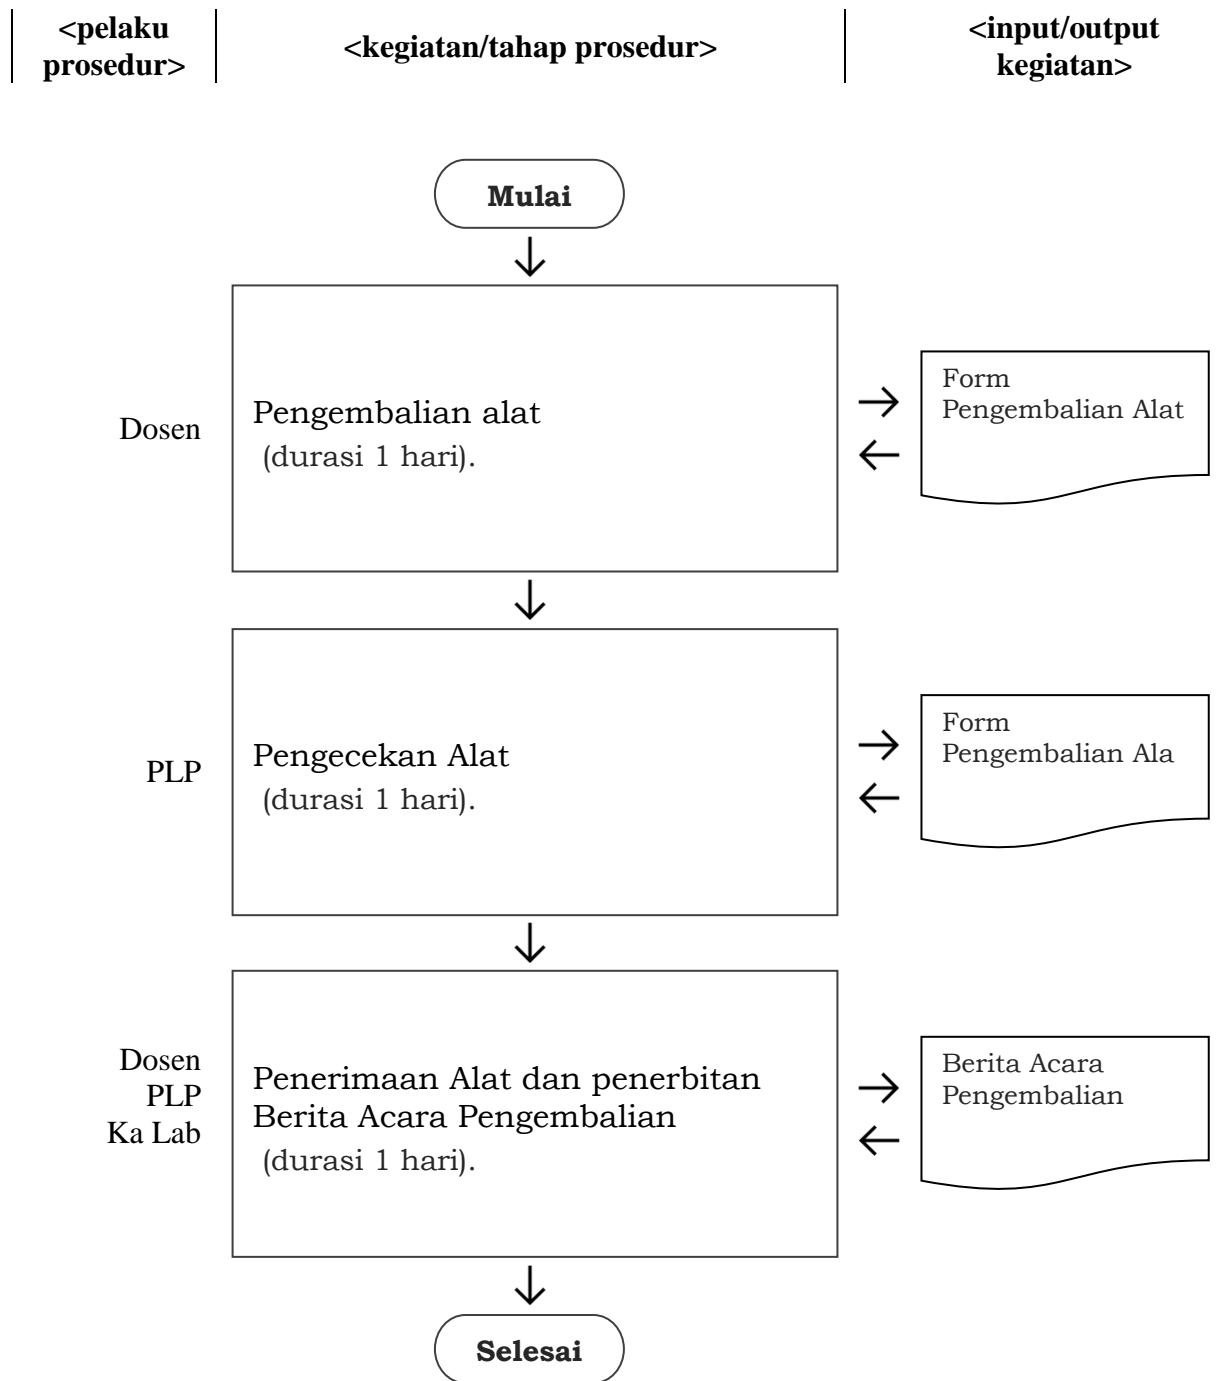 <pelaku
prosedur>
<kegiatan/tahap prosedur>
<input/output
kegiatan>
Mulai
Dosen
Pengembalian alat
(durasi 1 hari).
Form
Pengembalian Alat
PLP
Pengecekan Alat
(durasi 1 hari).
Form
Pengembalian Ala
Dosen
PLP
Ka Lab
Penerimaan Alat dan penerbitan
Berita Acara Pengembalian
(durasi 1 hari).
Berita Acara
Pengembalian
Selesai